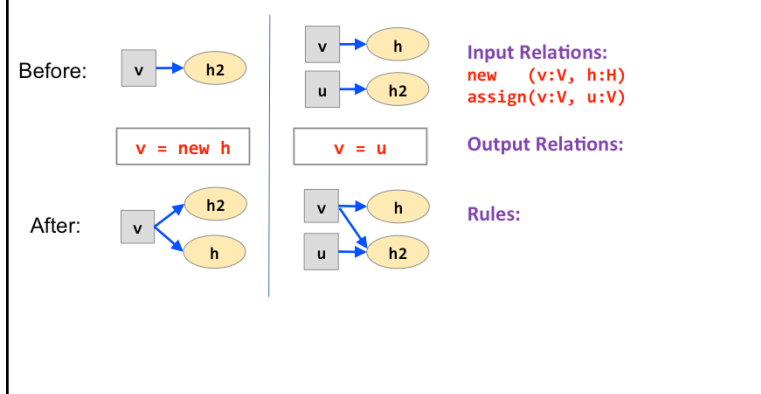 Before:
v
h2
v
h
u
h2
Input Relations:
new (v:V, h:H)
assign(v:V, u:V)
v = new h
v = u
Output Relations:
After:
v
h2
h
v
h
u
h2
Rules: